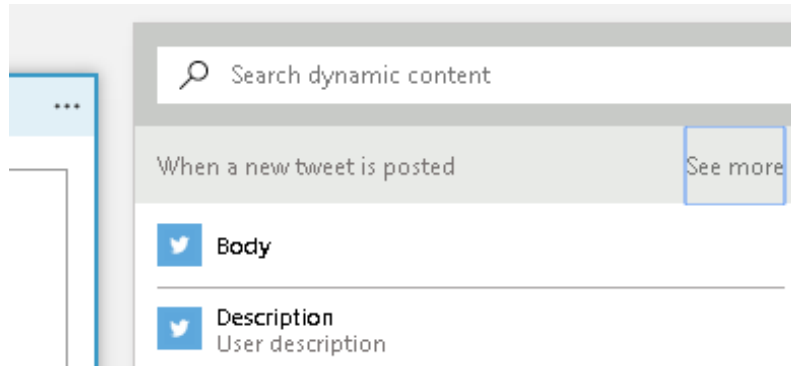 Search dynamic content
...
When a new tweet is posted See more
Body
Description
User description